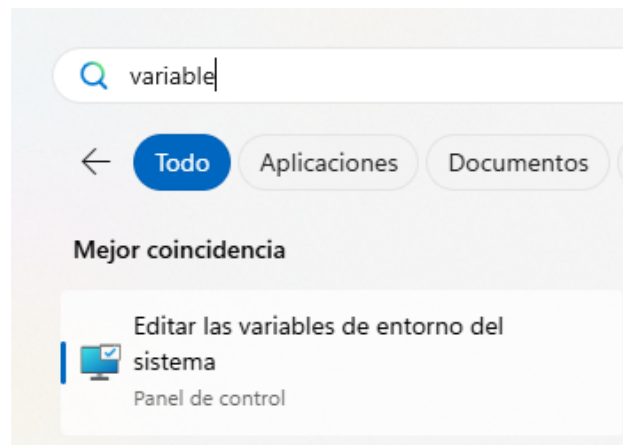 variable
Todo Aplicaciones Documentos
Mejor coincidencia
Editar las variables de entorno del
sistema
Panel de control